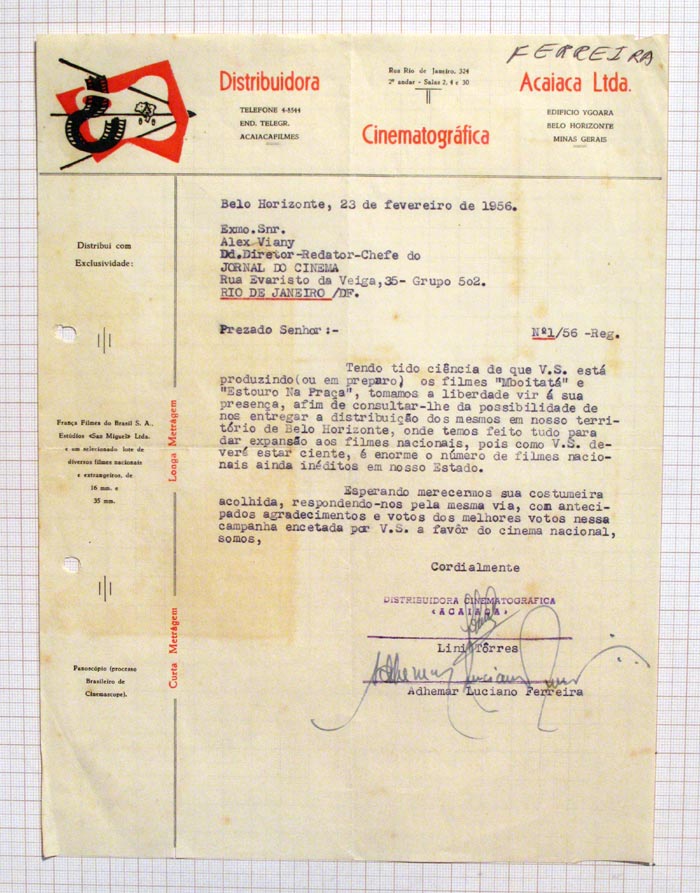 FERREIRA
Distribuidora
TELEFONE 4-8544
END. TELEGR.
ACAIACAFILMES
Rua Rio de Janeiro, 324
2º andar - Salas 2, 4 e 30
Cinematográfica
Acaiaca Ltda.
EDIFICIO YGOARA
BELO HORIZONTE
MINAS GERAIS
Belo Horizonte, 23 de fevereiro de 1956.
Exmo.Snr.
Alex Viany
Dd.Diretor-Redator-Chefe do
JORNAL DO CINEMA
Rua Evaristo da Veiga,35- Grupo 502.
RIO DE JANEIRO /DF.
Prezado Senhor:-
Nº1/56 -Reg.
Tendo tido ciência de que V.S. está
produzindo(ou em preparo) os filmes "Mboitatá" e
"Estouro Na Praça", tomamos a liberdade vir á sua
presença, afim de consultar-lhe da possibilidade de
nos entregar a distribuição dos mesmos em nosso terri-
tório de Belo Horizonte, onde temos feito tudo para
dar expansão aos filmes nacionais, pois como V.S. de-
verá estar ciente, é enorme o número de filmes nacio-
nais ainda inéditos em nosso Estado.
Esperando merecermos sua costumeira
acolhida, respondendo-nos pela mesma via, com anteci-
pados agradecimentos e votos dos melhores votos nessa
campanha encetada por V.S. a favôr do cinema nacional,
somos,
Cordialmente
DISTRIBUIDORA CINEMATOGRÁFICA
«ACAIACA»
Lini Tôrres
Adhemar Luciano
Adhemar Luciano Ferreira
Distribui com
Exclusividade:
França Filmes do Brasil S. A.,
Estúdios «San Miguel» Ltda.
e um selecionado lote de
diversos filmes nacionais
e extrangeiros, de
16 mm. e
35 mm.
Longa Metrágem
Panoscópio (processo
Brasileiro de
Cinemascope).
Curta Metrágem